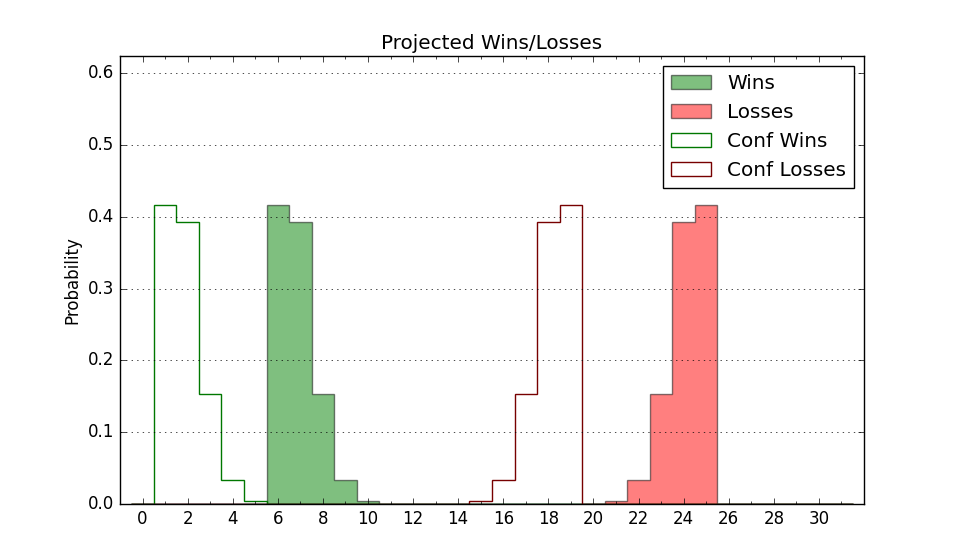 Projected Wins/Losses
0.6
0.5
0.4
0.3
0.2
0.1
0.0
Probability
Wins
Losses
Conf Wins
Conf Losses
0 2 4 6 8 10 12 14 16 18 20 22 24 26 28 30